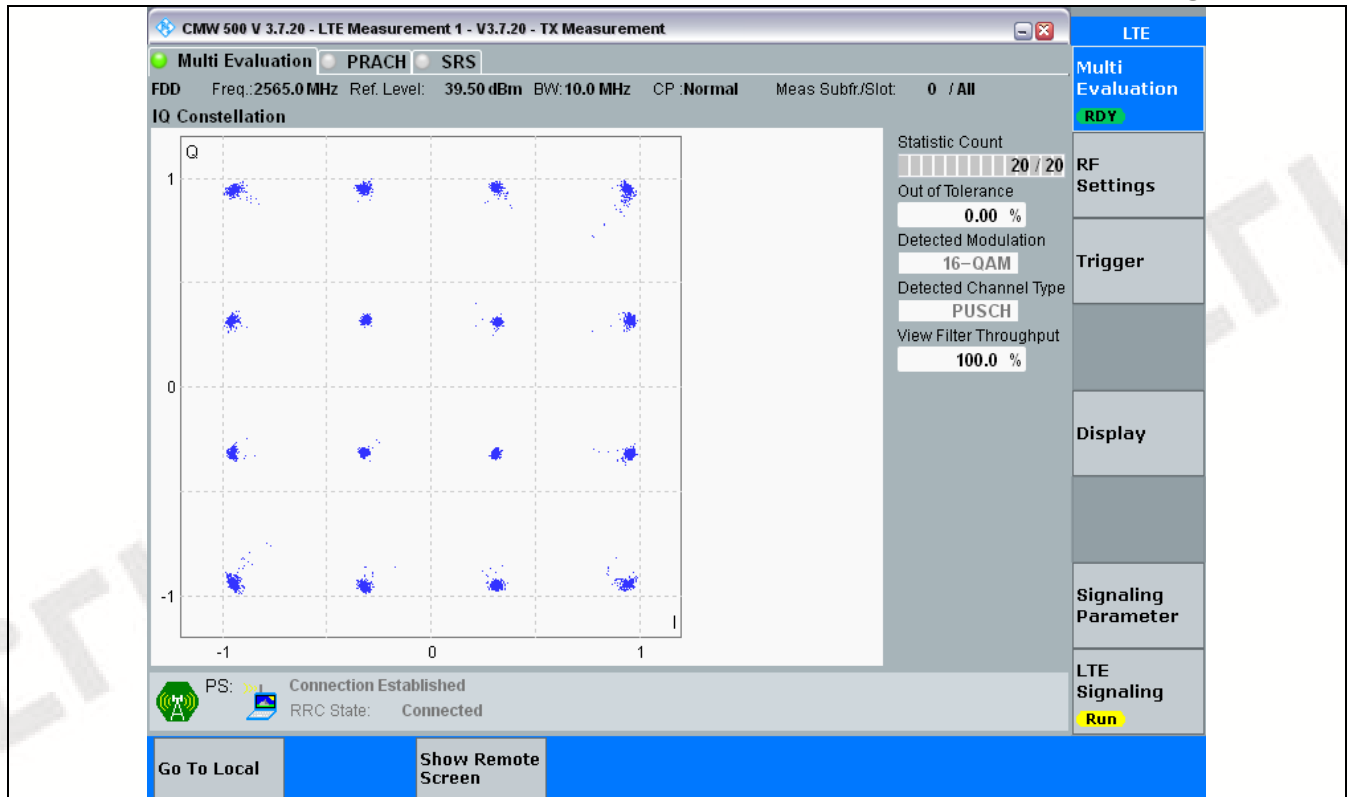 CMW 500 V 3.7.20 - LTE Measurement 1 - V3.7.20 - TX Measurement
LTE
Multi Evaluation PRACH SRS
FDD Freq.:2565.0 MHz Ref. Level: 39.50 dBm BW:10.0 MHz CP :Normal Meas Subfr./Slot: 0 / All
IQ Constellation
Q
1
0
-1
I
-1 0 1
Statistic Count
20 / 20
Out of Tolerance
0.00 %
Detected Modulation
16-QAM
Detected Channel Type
PUSCH
View Filter Throughput
100.0 %
Multi
Evaluation
RDY
RF
Settings
Trigger
Display
Signaling
Parameter
LTE
Signaling
Run
PS: Connection Established
RRC State: Connected
Go To Local
Show Remote
Screen